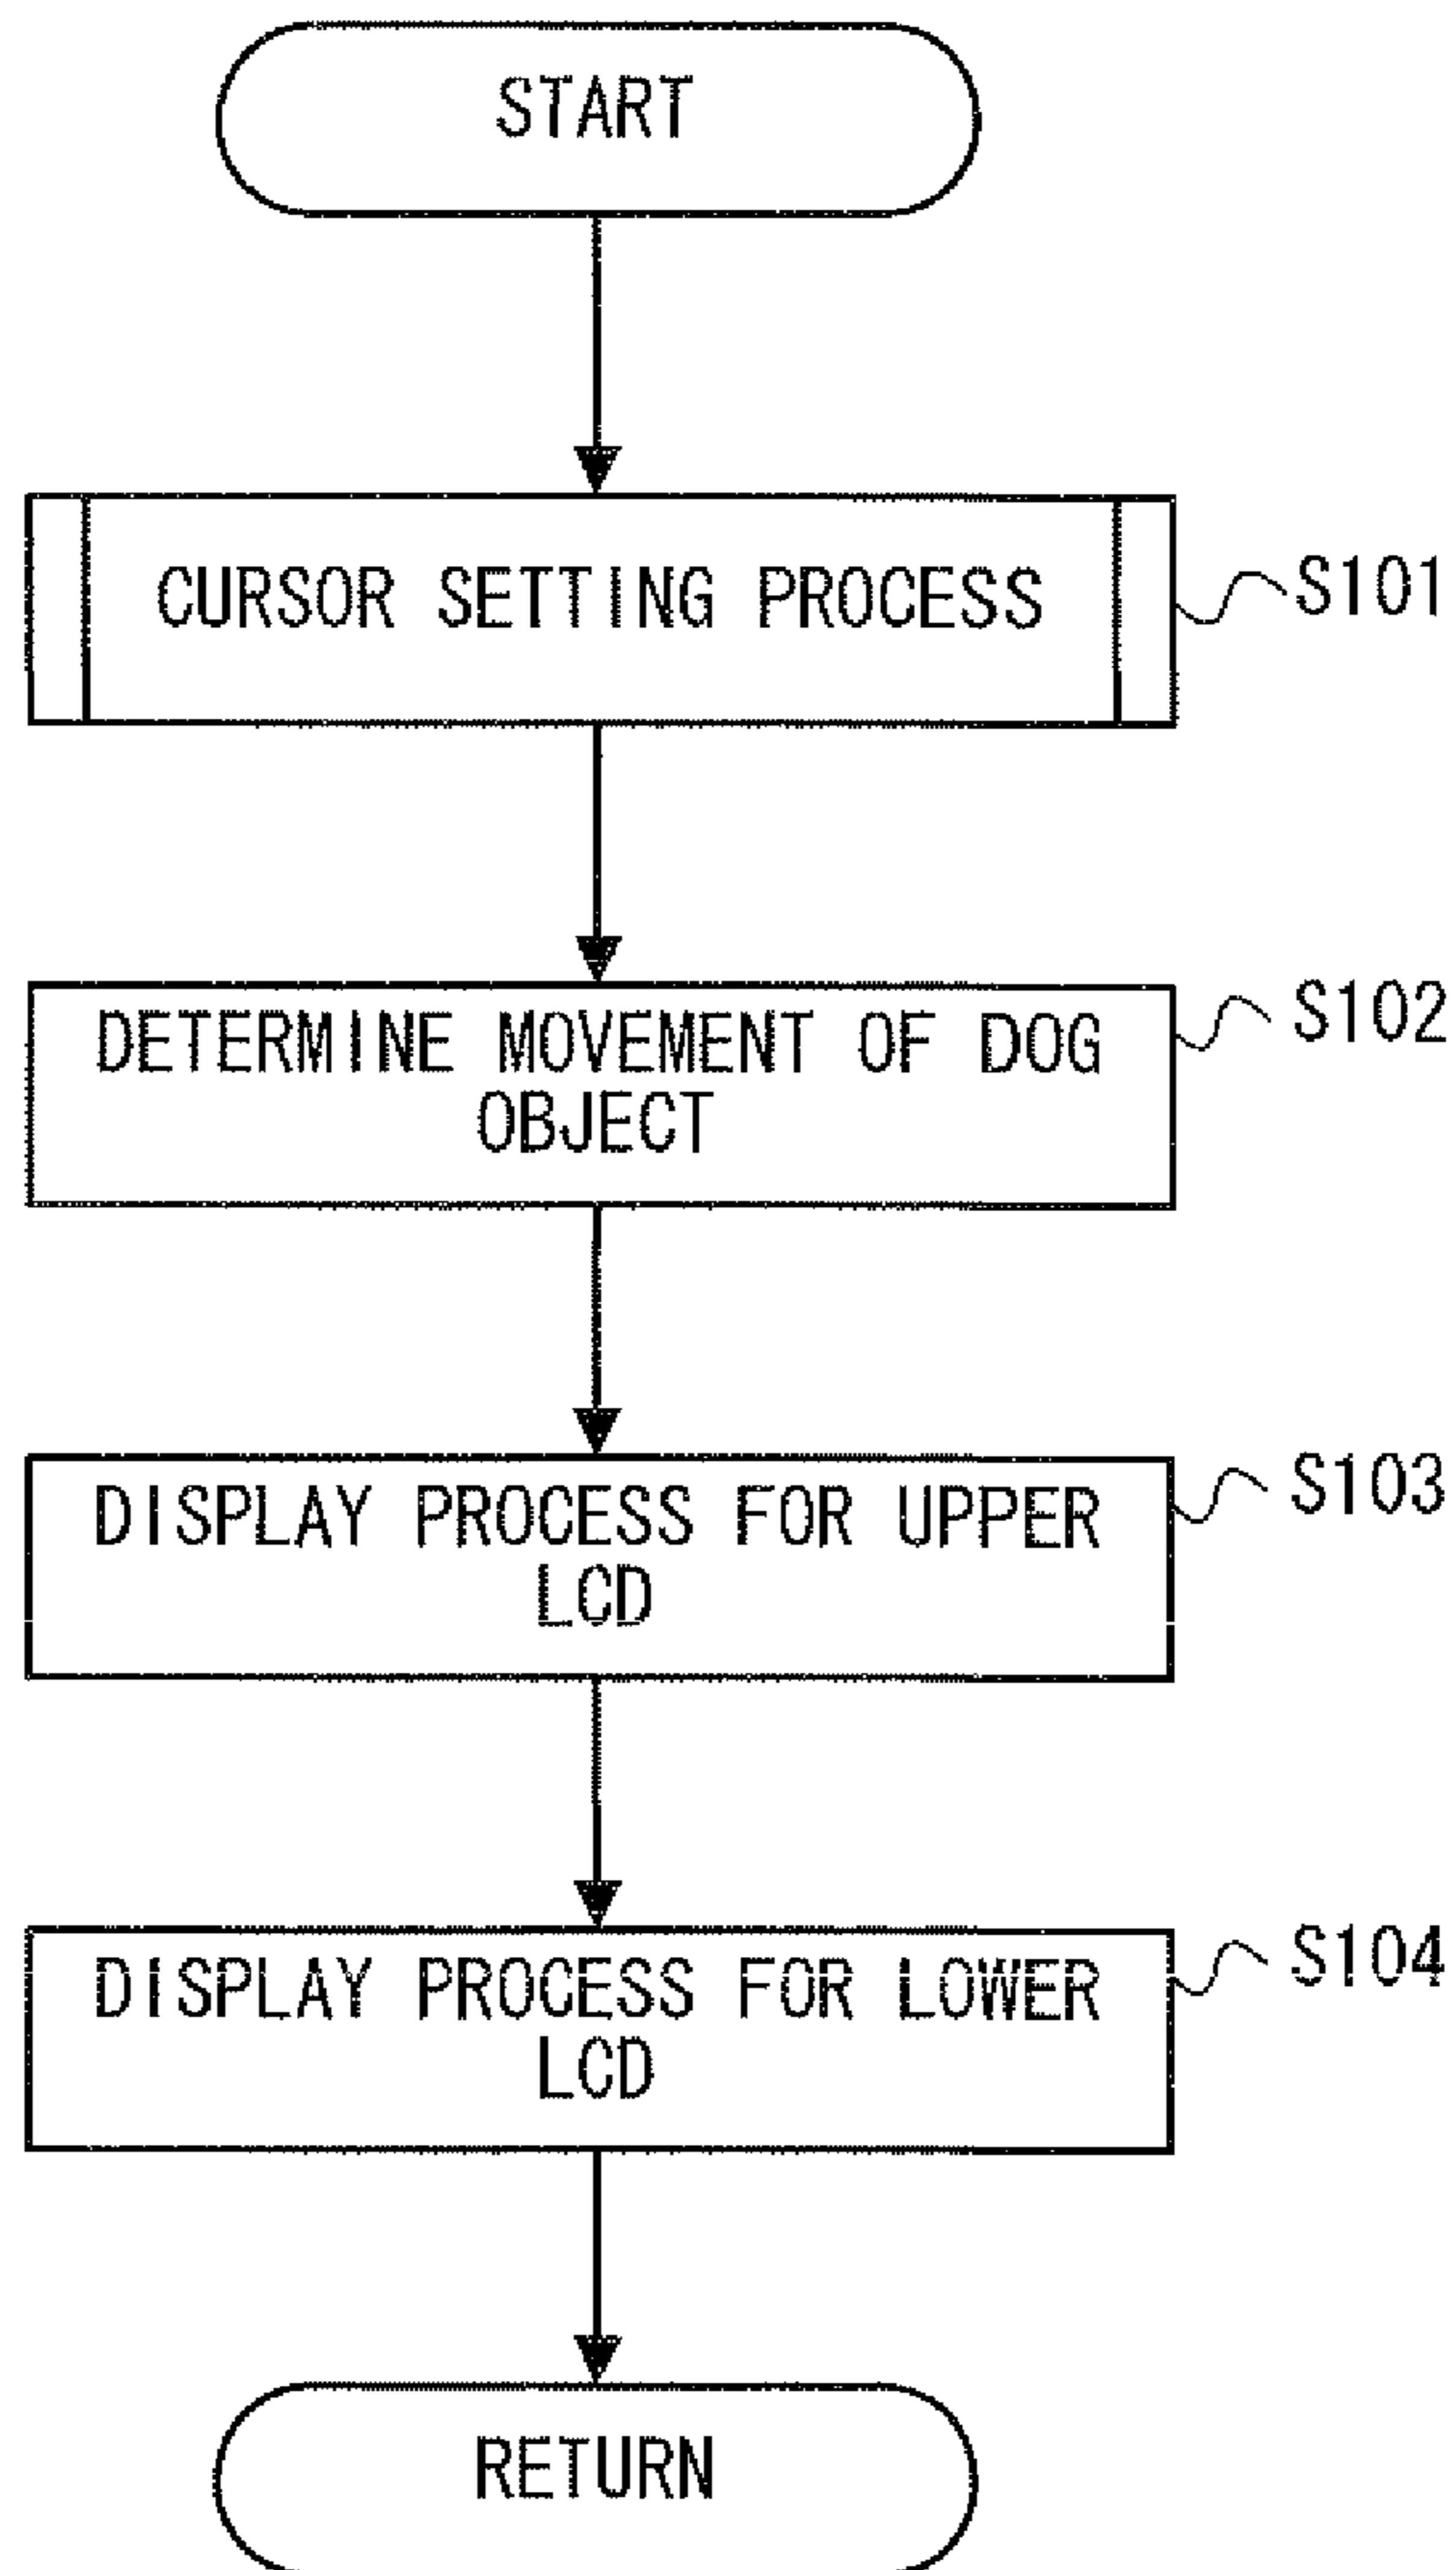 START
CURSOR SETTING PROCESS
S101
DETERMINE MOVEMENT OF DOG
OBJECT
S102
DISPLAY PROCESS FOR UPPER
LCD
S103
DISPLAY PROCESS FOR LOWER
LCD
S104
RETURN